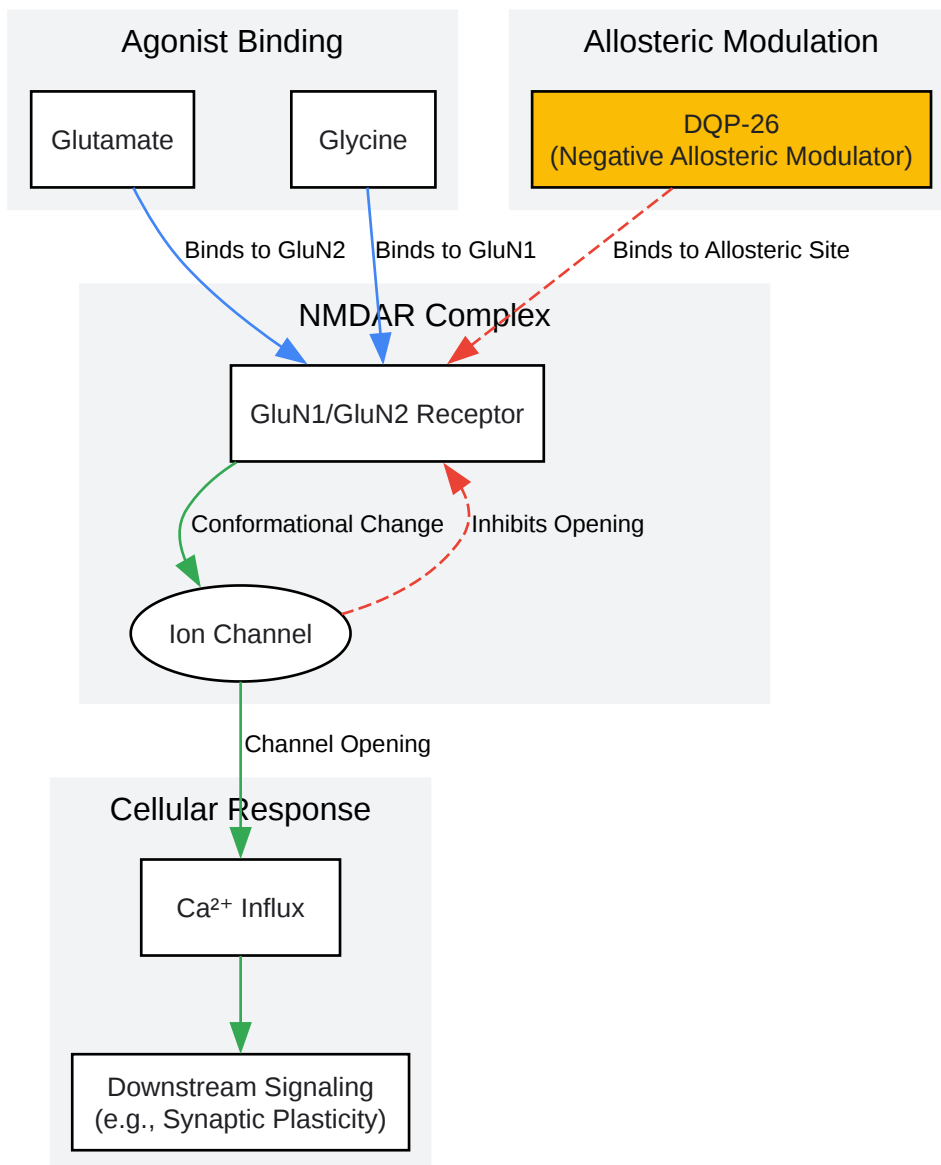 Agonist Binding
Allosteric Modulation
Glutamate
Glycine
DQP-26
(Negative Allosteric Modulator)
Binds to GluN2
Binds to GluN1
Binds to Allosteric Site
NMDAR Complex
GluN1/GluN2 Receptor
Conformational Change
Inhibits Opening
Ion Channel
Channel Opening
Cellular Response
Ca²⁺ Influx
Downstream Signaling
(e.g., Synaptic Plasticity)